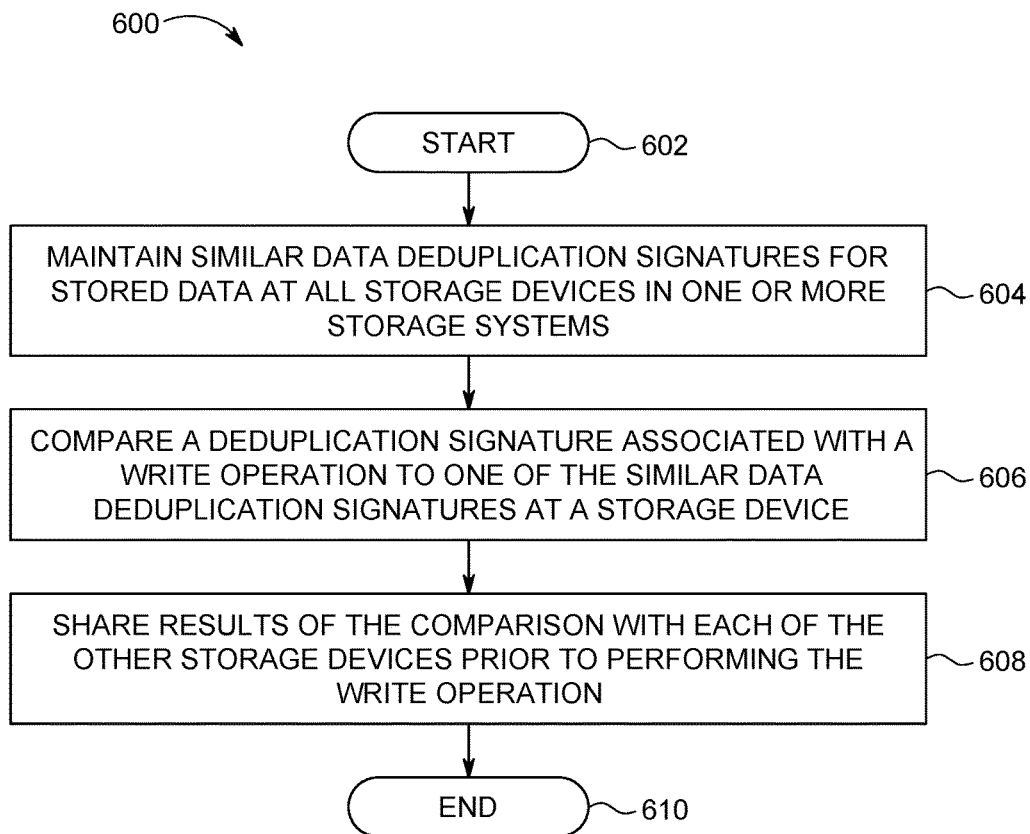 600
START
602
MAINTAIN SIMILAR DATA DEDUPLICATION SIGNATURES FOR
STORED DATA AT ALL STORAGE DEVICES IN ONE OR MORE
STORAGE SYSTEMS
604
COMPARE A DEDUPLICATION SIGNATURE ASSOCIATED WITH A
WRITE OPERATION TO ONE OF THE SIMILAR DATA
DEDUPLICATION SIGNATURES AT A STORAGE DEVICE
606
SHARE RESULTS OF THE COMPARISON WITH EACH OF THE
OTHER STORAGE DEVICES PRIOR TO PERFORMING THE
WRITE OPERATION
608
END
610